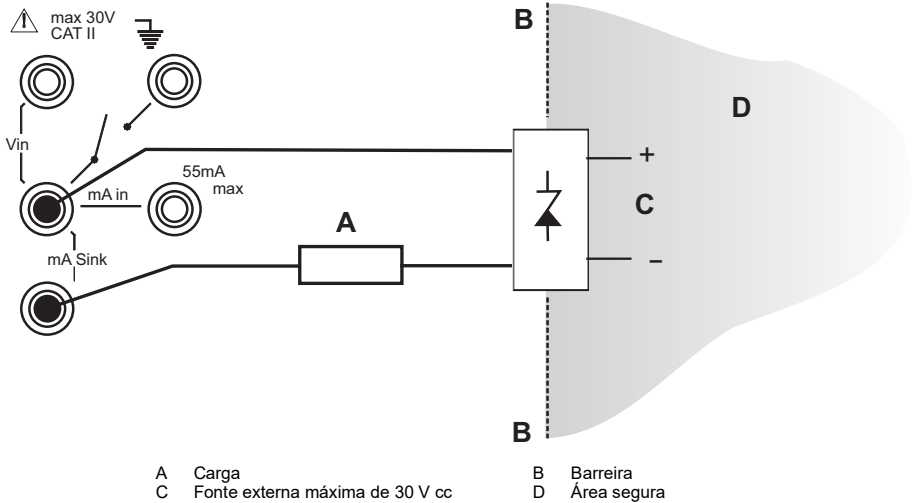 max 30V
CAT II
B
D
Vin
55mA
max
mA in
+
C
A
mA Sink
–
B
A Carga
B Barreira
C Fonte externa máxima de 30 V cc
D Área segura